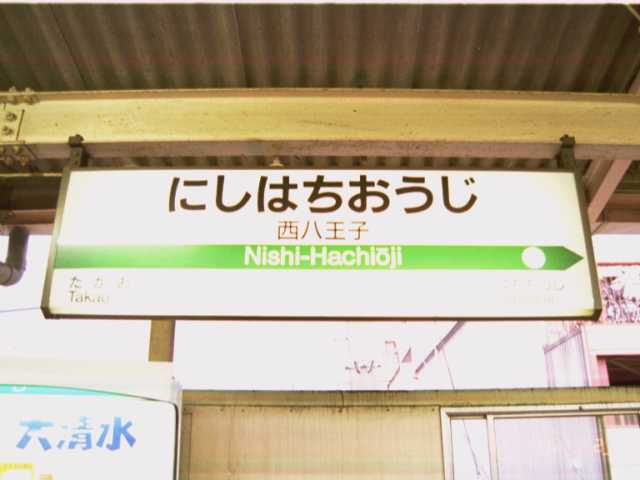 にしはちおうじ
西八王子
Nishi-Hachiōji
たかお
Takao
大清水